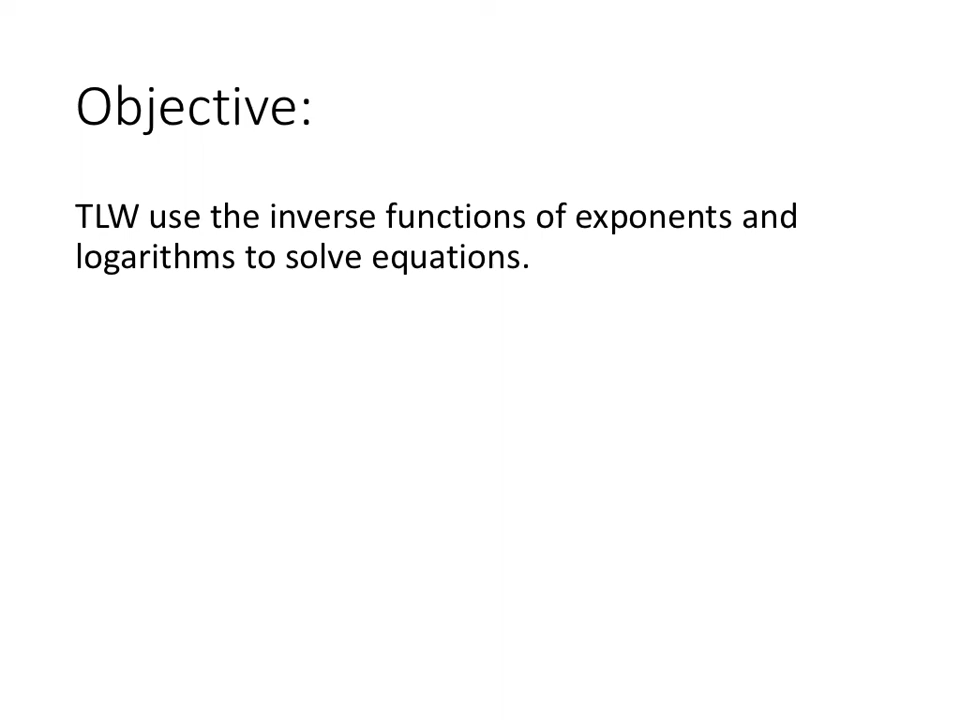 Objective:
TLW use the inverse functions of exponents and
logarithms to solve equations.